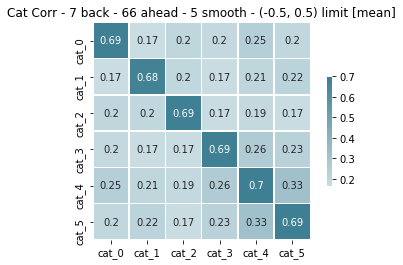 Cat Corr - 7 back - 66 ahead - 5 smooth - (-0.5, 0.5) limit [mean]
cat_0 0.69 0.17 0.2 0.2 0.25 0.2
cat_1 0.17 0.68 0.2 0.17 0.21 0.22
cat_2 0.2 0.2 0.69 0.17 0.19 0.17
cat_3 0.2 0.17 0.17 0.69 0.26 0.23
cat_4 0.25 0.21 0.19 0.26 0.7 0.33
cat_5 0.2 0.22 0.17 0.23 0.33 0.69
cat_0 cat_1 cat_2 cat_3 cat_4 cat_5
0.7
0.6
0.5
0.4
0.3
0.2